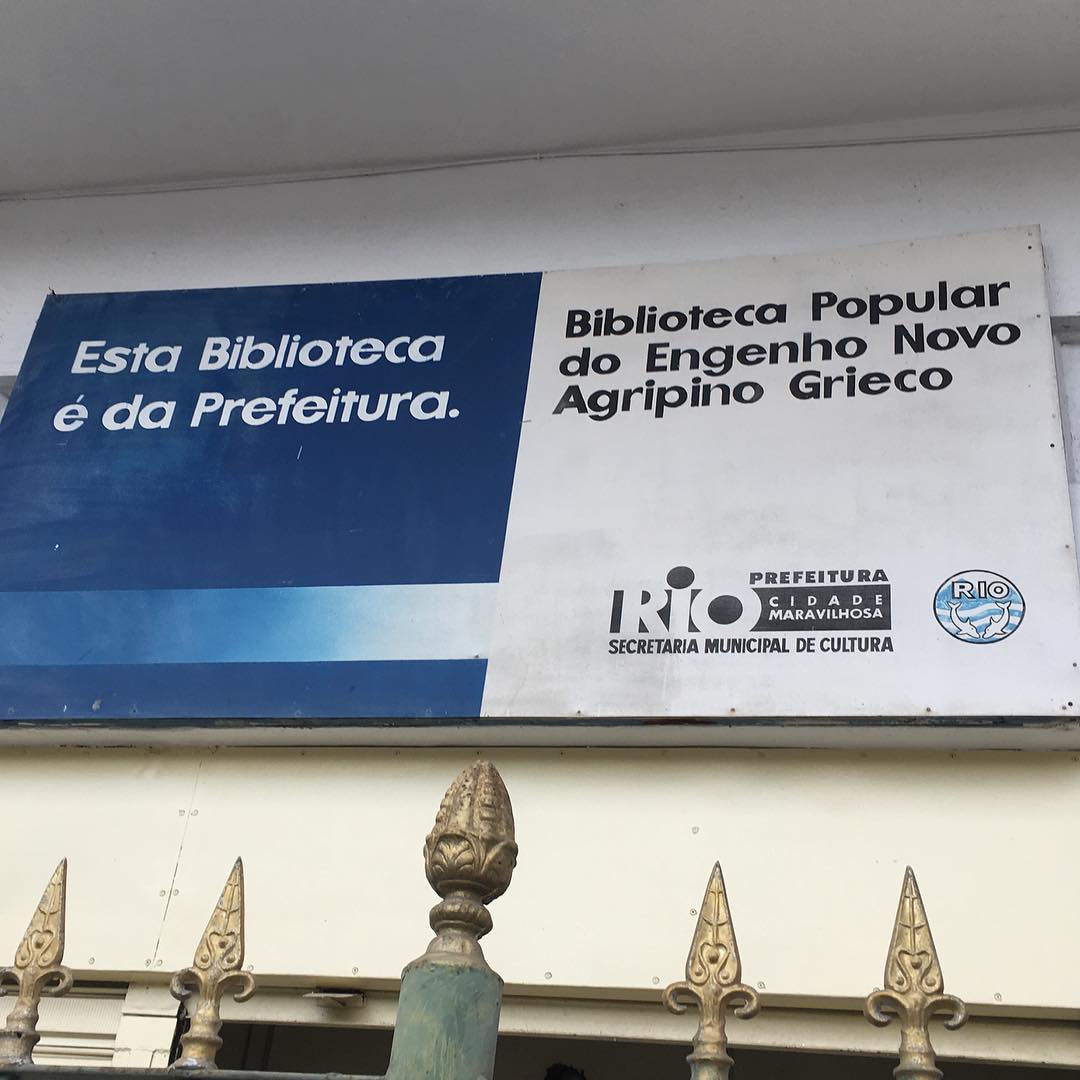 Esta Biblioteca
é da Prefeitura.
Biblioteca Popular
do Engenho Novo
Agripino Grieco
RIO
PREFEITURA
CIDADE
MARAVILHOSA
SECRETARIA MUNICIPAL DE CULTURA
RIO